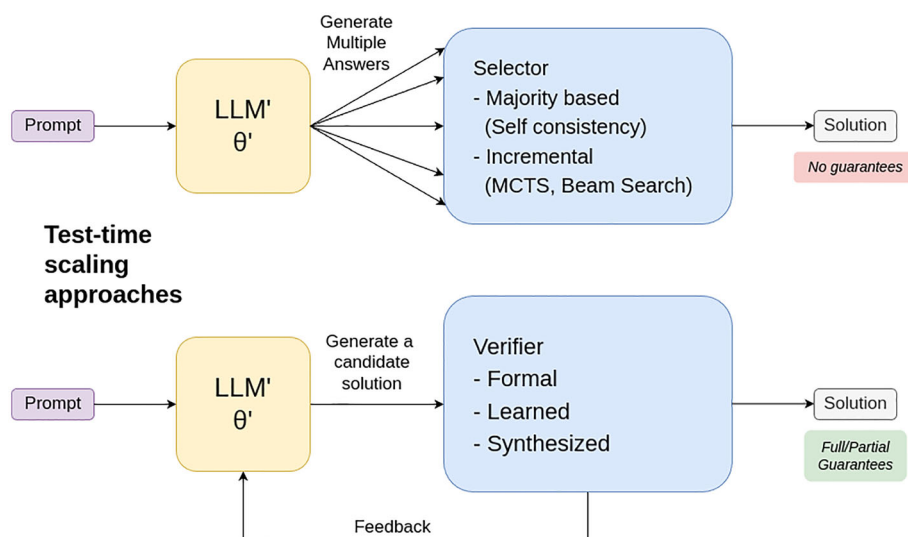 Generate
Multiple
Answers
Prompt
LLM'
θ'
Selector
- Majority based
(Self consistency)
- Incremental
(MCTS, Beam Search)
Solution
No guarantees
Test-time
scaling
approaches
Prompt
LLM'
θ'
Generate a
candidate
solution
Verifier
- Formal
- Learned
- Synthesized
Solution
Full/Partial
Guarantees
Feedback